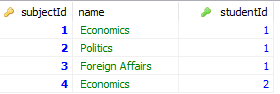 subjectId name studentId
1 Economics 1
2 Politics 1
3 Foreign Affairs 1
4 Economics 2